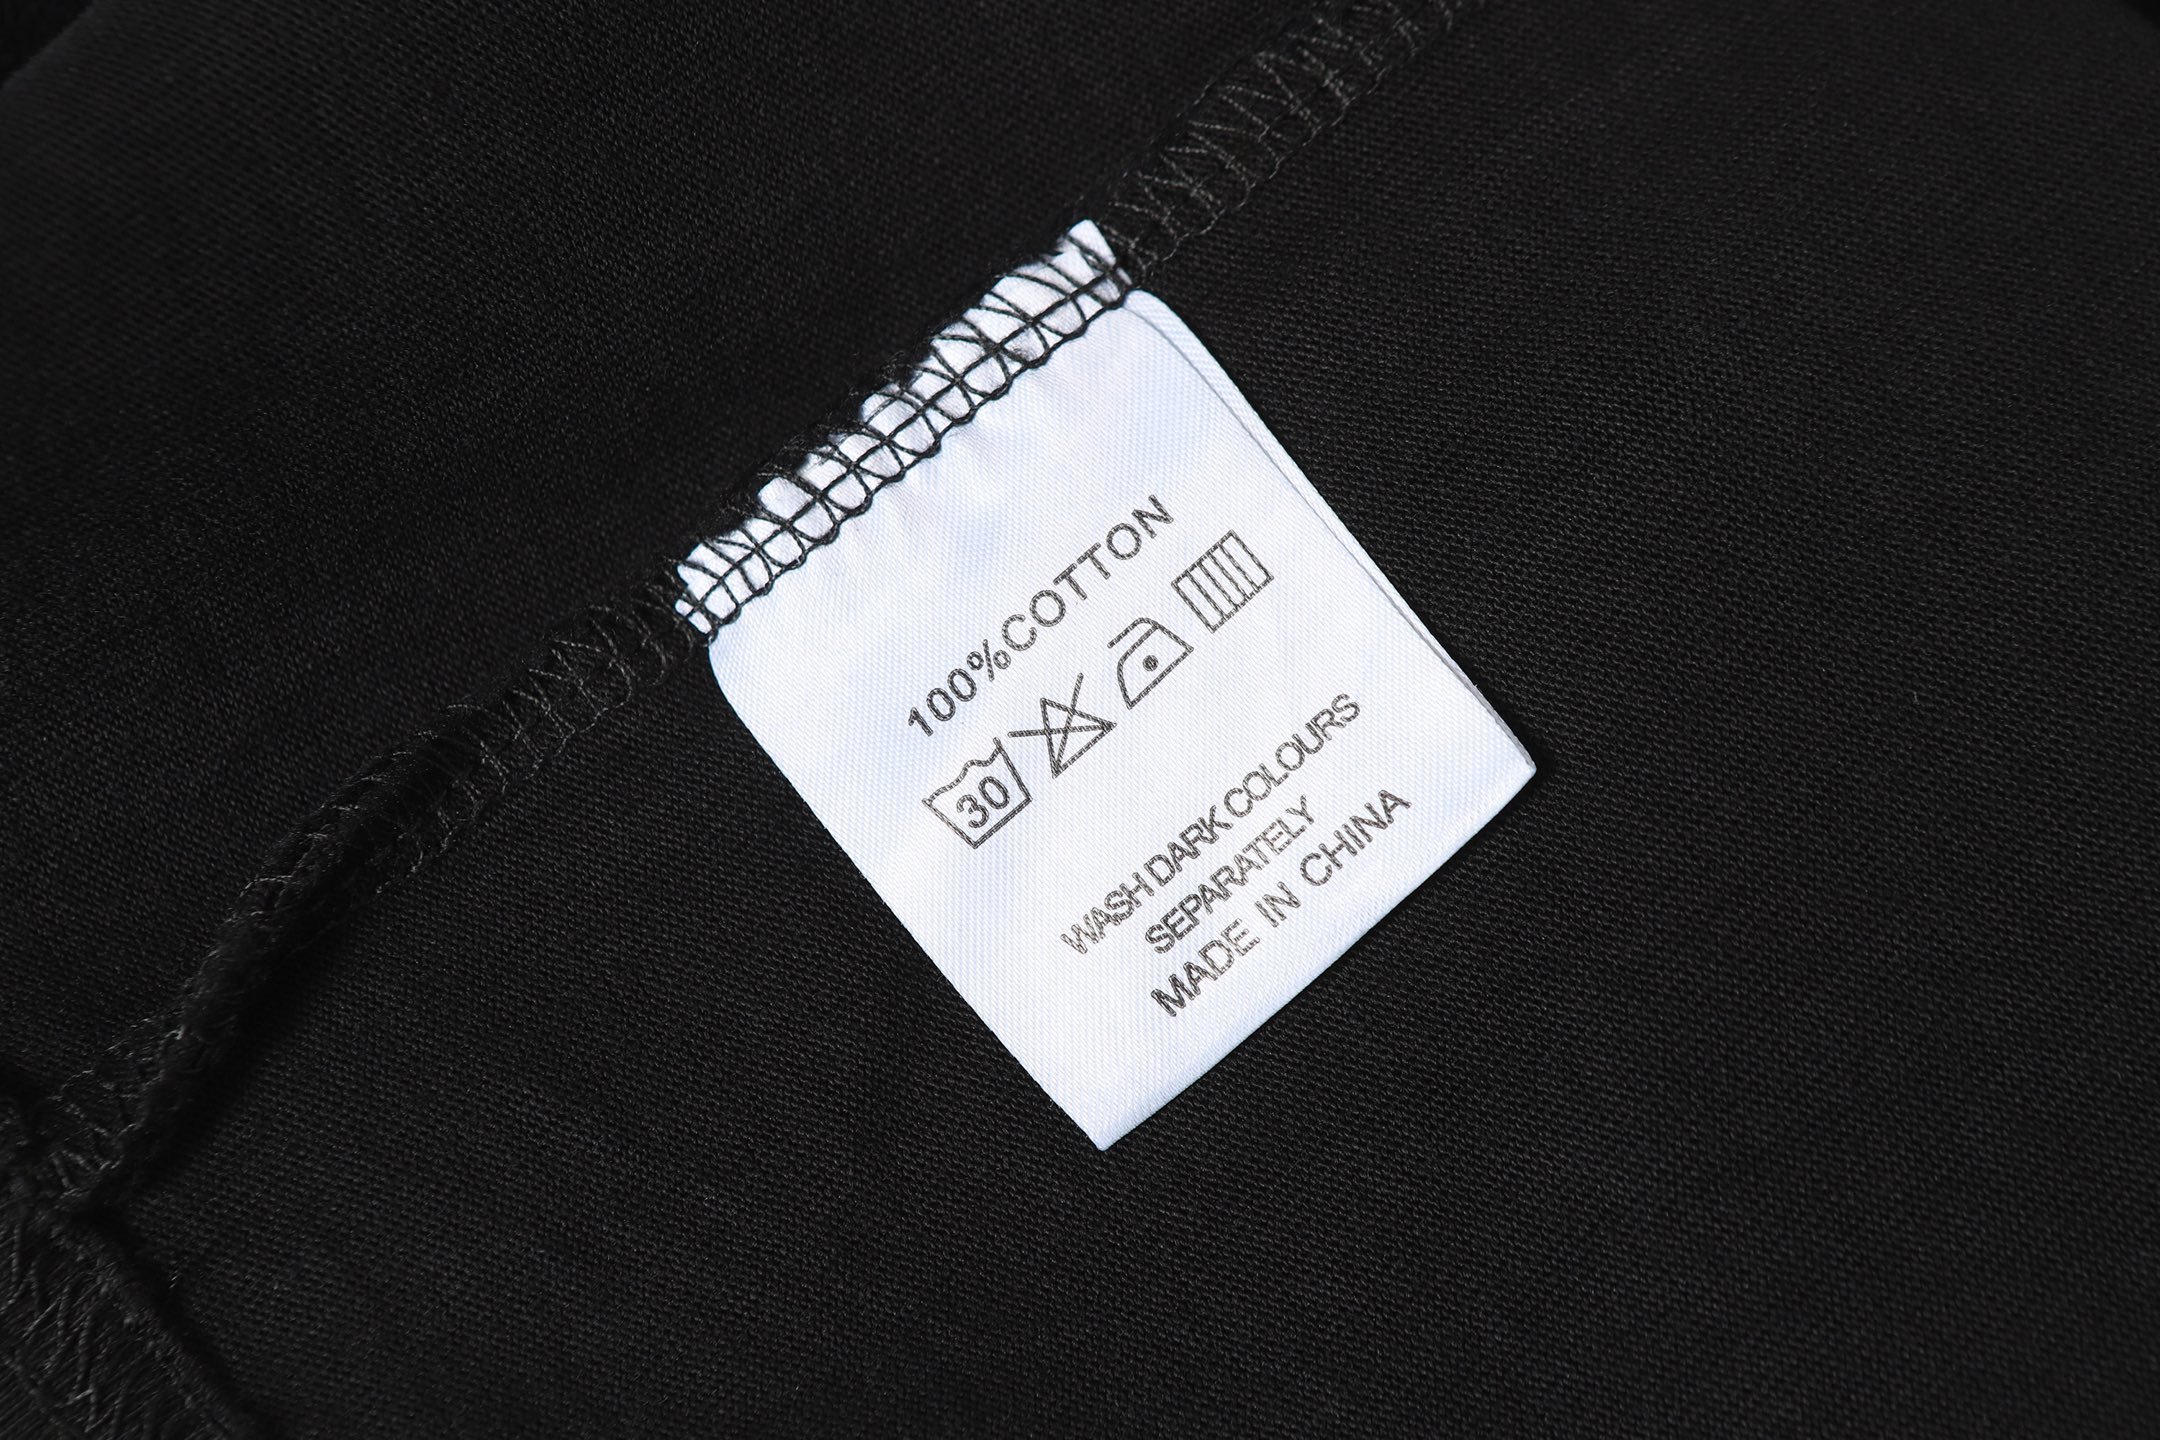 100%COTTON
30
WASH DARK COLOURS
SEPARATELY
MADE IN CHINA